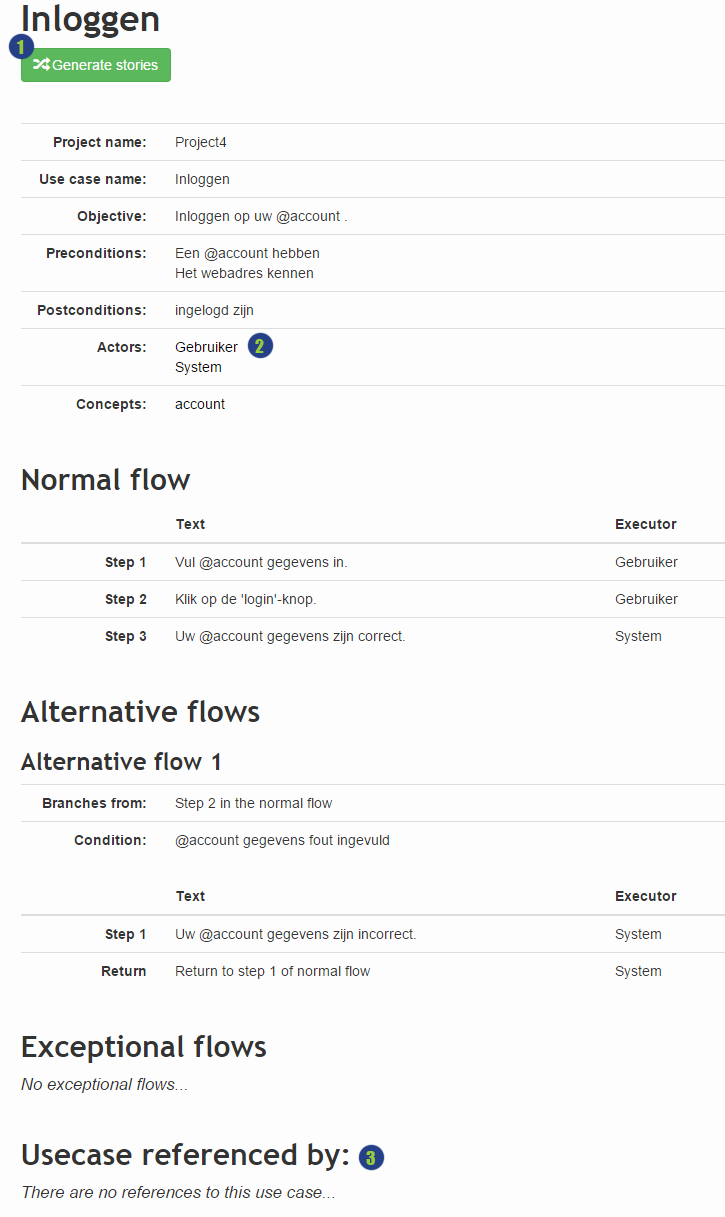 Inloggen
1
Generate stories
Project name: Project4
Use case name: Inloggen
Objective: Inloggen op uw @account .
Preconditions: Een @account hebben
Het webadres kennen
Postconditions: ingelogd zijn
Actors: Gebruiker 2
System
Concepts: account
Normal flow
Text Executor
Step 1 Vul @account gegevens in. Gebruiker
Step 2 Klik op de 'login'-knop. Gebruiker
Step 3 Uw @account gegevens zijn correct. System
Alternative flows
Alternative flow 1
Branches from: Step 2 in the normal flow
Condition: @account gegevens fout ingevuld
Text Executor
Step 1 Uw @account gegevens zijn incorrect. System
Return Return to step 1 of normal flow System
Exceptional flows
No exceptional flows...
Usecase referenced by: 3
There are no references to this use case...